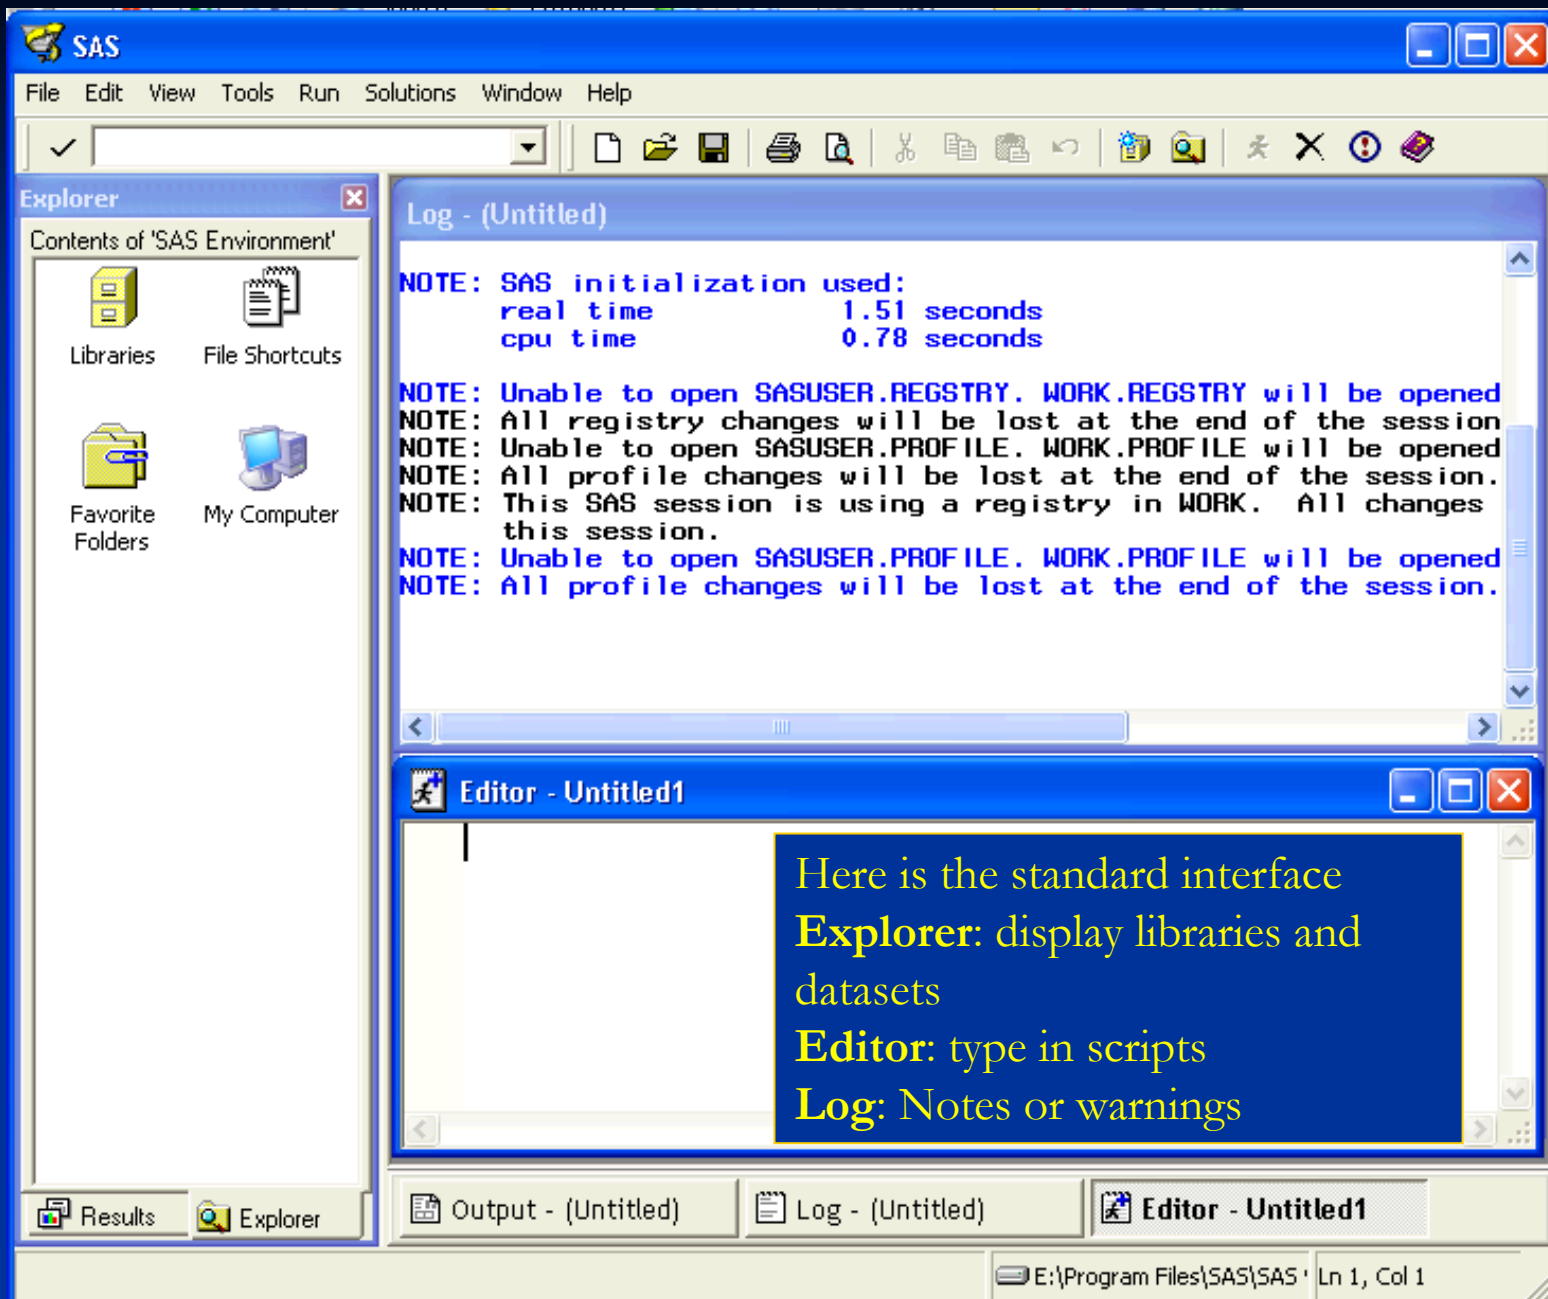 SAS
File Edit View Tools Run Solutions Window Help
Explorer
Contents of 'SAS Environment'
Libraries
File Shortcuts
Favorite
Folders
My Computer
Results
Explorer
Log - (Untitled)
NOTE: SAS initialization used:
real time 1.51 seconds
cpu time 0.78 seconds
NOTE: Unable to open SASUSER.REGSTRY. WORK.REGSTRY will be opened
NOTE: All registry changes will be lost at the end of the session
NOTE: Unable to open SASUSER.PROFILE. WORK.PROFILE will be opened
NOTE: All profile changes will be lost at the end of the session.
NOTE: This SAS session is using a registry in WORK. All changes
this session.
NOTE: Unable to open SASUSER.PROFILE. WORK.PROFILE will be opened
NOTE: All profile changes will be lost at the end of the session.
Editor - Untitled1
Here is the standard interface
Explorer: display libraries and
datasets
Editor: type in scripts
Log: Notes or warnings
Output - (Untitled)
Log - (Untitled)
Editor - Untitled1
E:\Program Files\SAS\SAS
Ln 1, Col 1